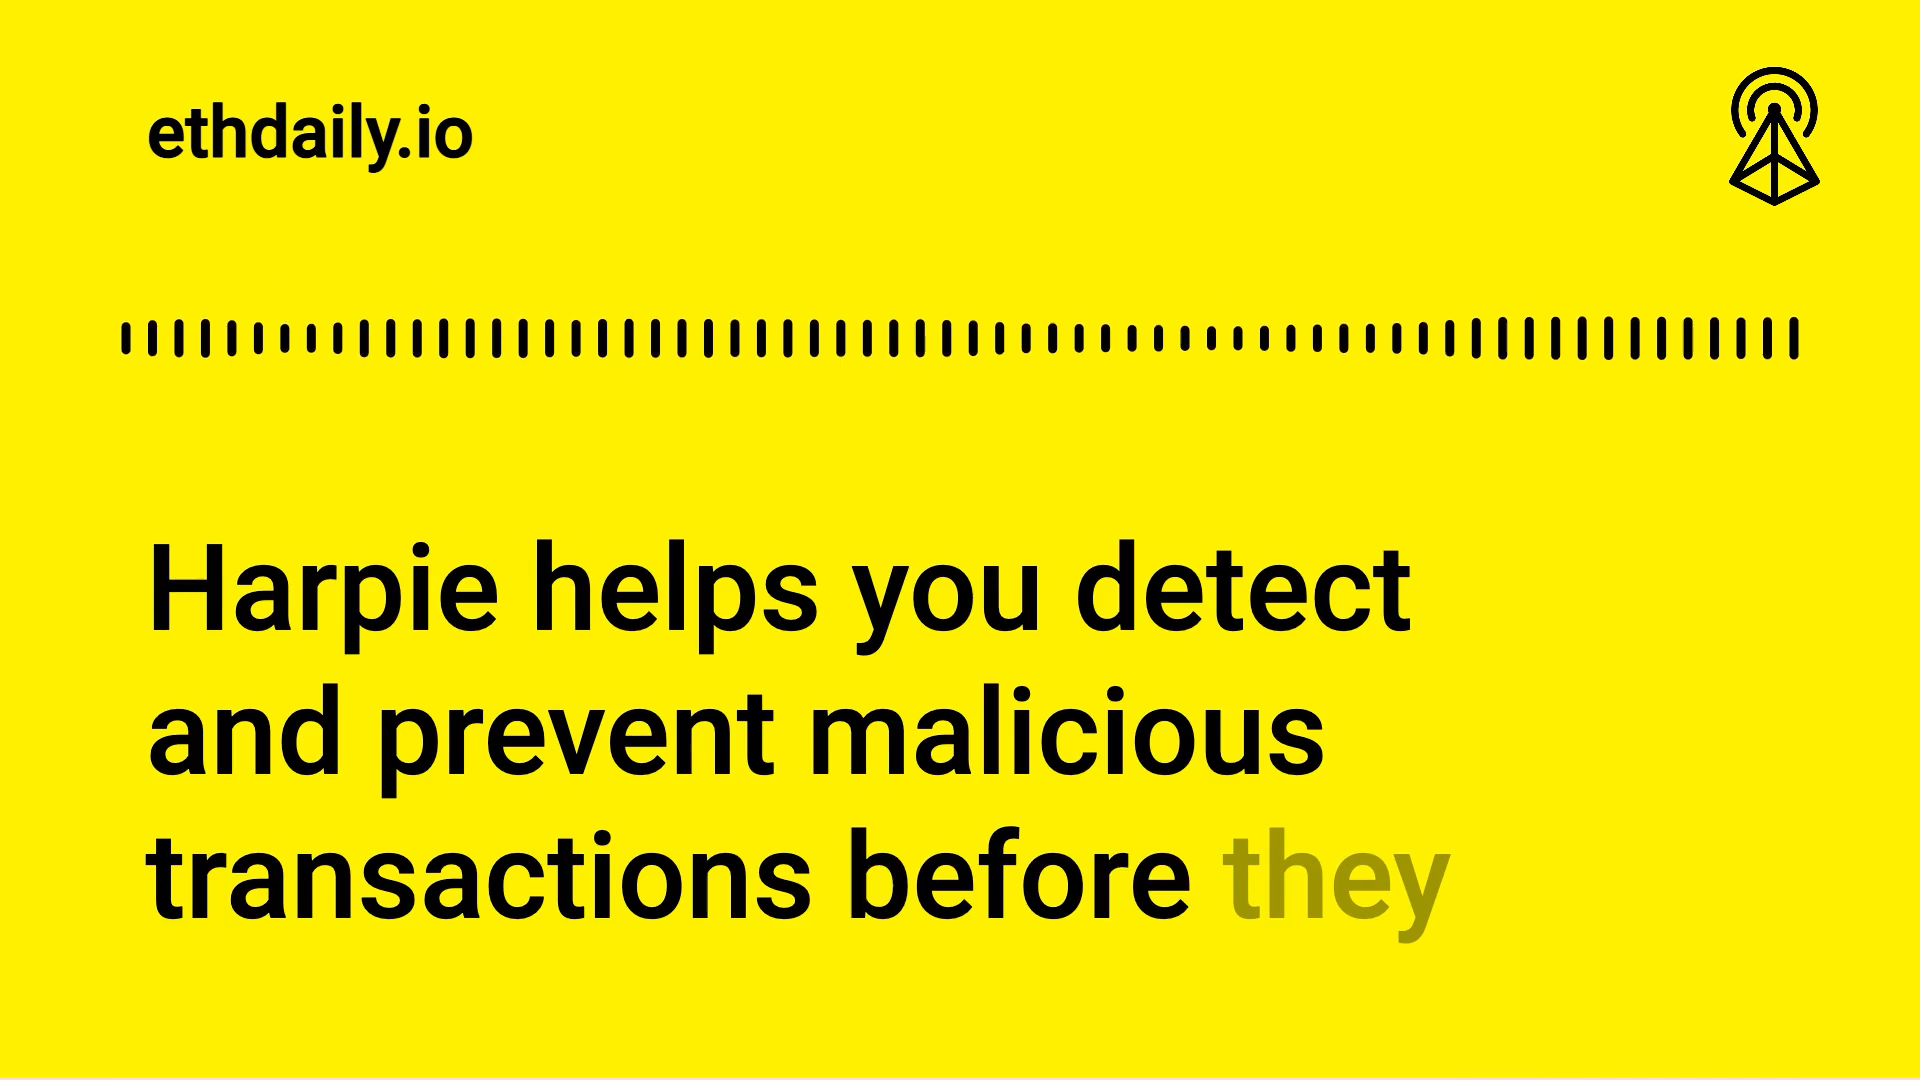 ethdaily.io
Harpie helps you detect
and prevent malicious
transactions before they